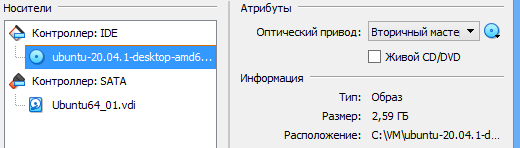 Носители
Контроллер: IDE
ubuntu-20.04.1-desktop-amd6...
Контроллер: SATA
Ubuntu64_01.vdi
Атрибуты
Оптический привод: Вторичный масте
Живой CD/DVD
Информация
Тип: Образ
Размер: 2,59 ГБ
Расположение: C:\VM\ubuntu-20.04.1-d...